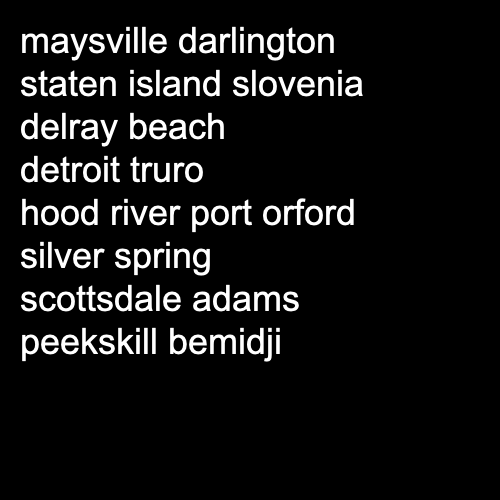 maysville darlington
staten island slovenia
delray beach
detroit truro
hood river port orford
silver spring
scottsdale adams
peekskill bemidji